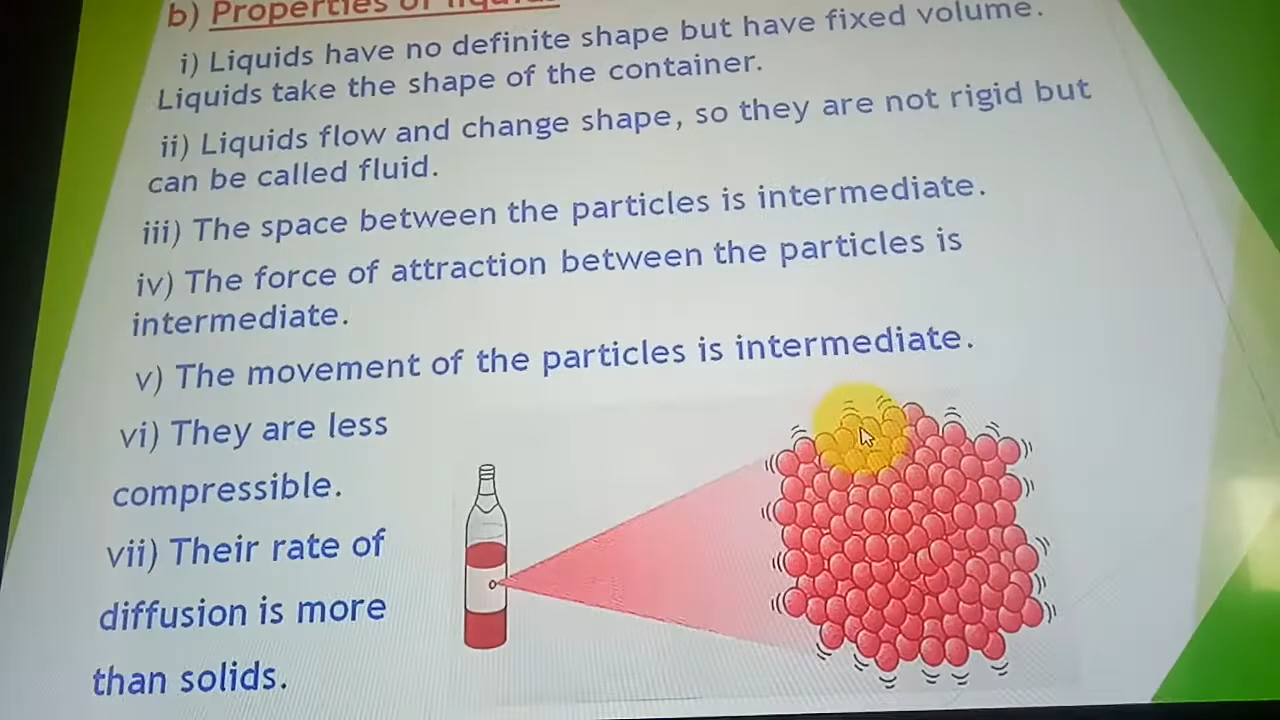 b) Properties of liquids
i) Liquids have no definite shape but have fixed volume.
Liquids take the shape of the container.
ii) Liquids flow and change shape, so they are not rigid but
can be called fluid.
iii) The space between the particles is intermediate.
iv) The force of attraction between the particles is
intermediate.
v) The movement of the particles is intermediate.
vi) They are less
compressible.
vii) Their rate of
diffusion is more
than solids.